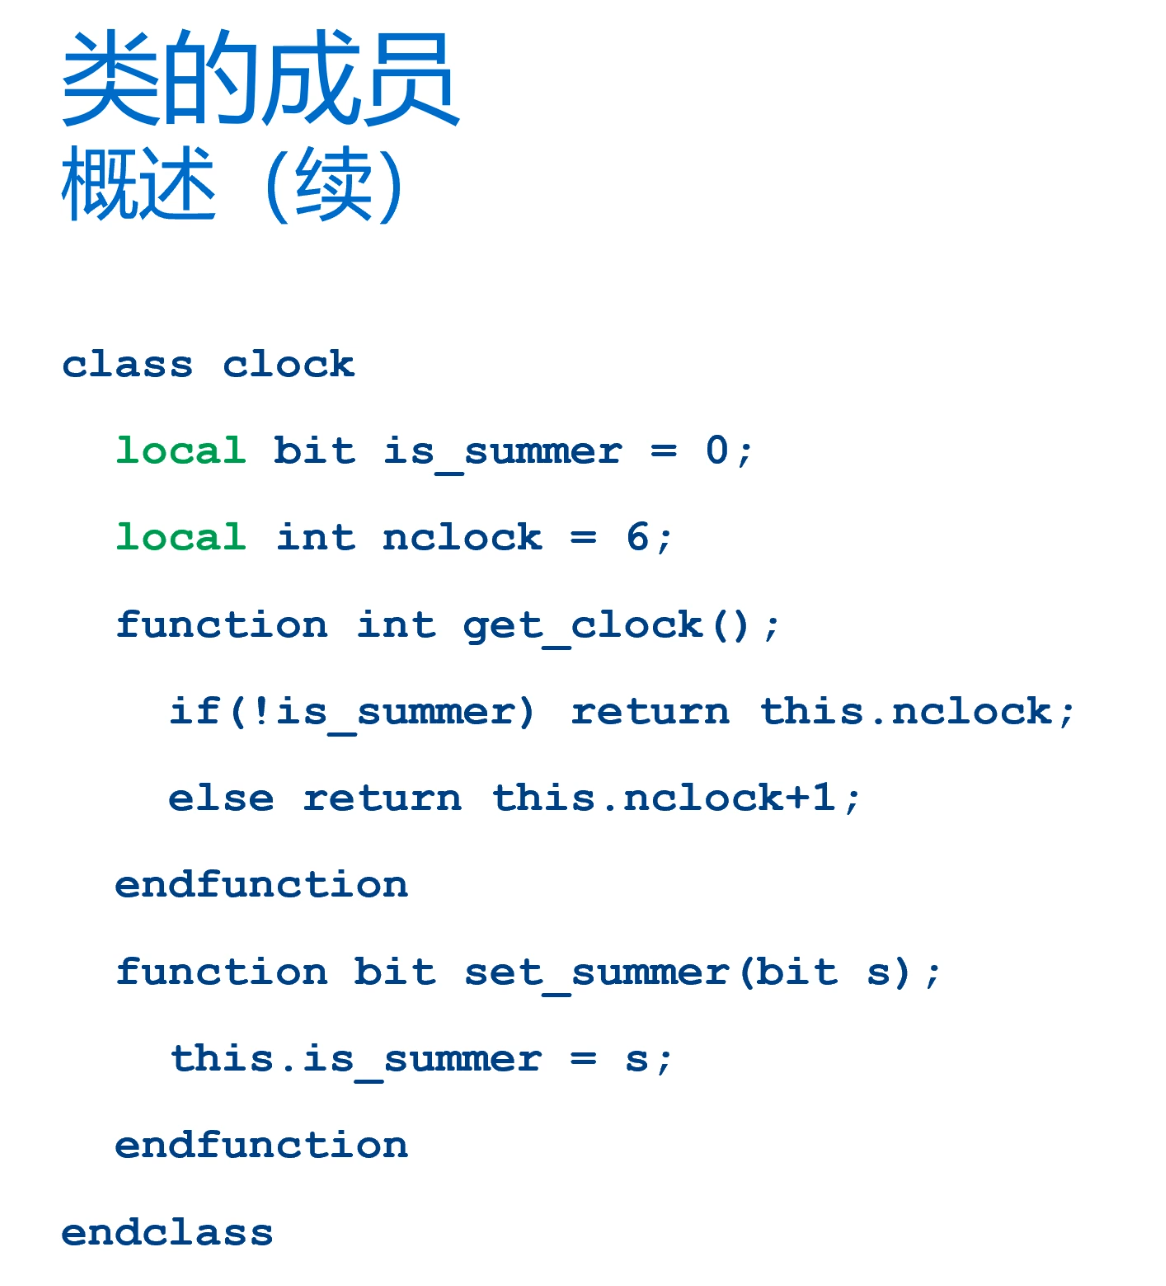 类的成员
概述（续）
class clock
local bit is_summer = 0;
local int nclock = 6;
function int get_clock();
if(!is_summer) return this.nclock;
else return this.nclock+1;
endfunction
function bit set_summer(bit s);
this.is_summer = s;
endfunction
endclass